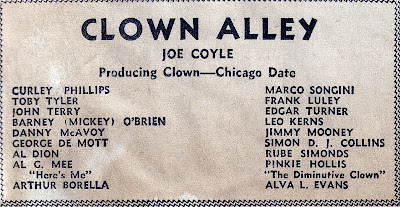 CLOWN ALLEY
JOE COYLE
Producing Clown—Chicago Date
CURLEY PHILLIPS
TOBY TYLER
JOHN TERRY
BARNEY (MICKEY) O'BRIEN
DANNY McAVOY
GEORGE DE MOTT
AL DION
AL G. MEE
"Here's Me"
ARTHUR BORELLA
MARCO SONGINI
FRANK LULEY
EDGAR TURNER
LEO KERNS
JIMMY MOONEY
SIMON D. J. COLLINS
RUBE SIMONDS
PINKIE HOLLIS
"The Diminutive Clown"
ALVA L. EVANS